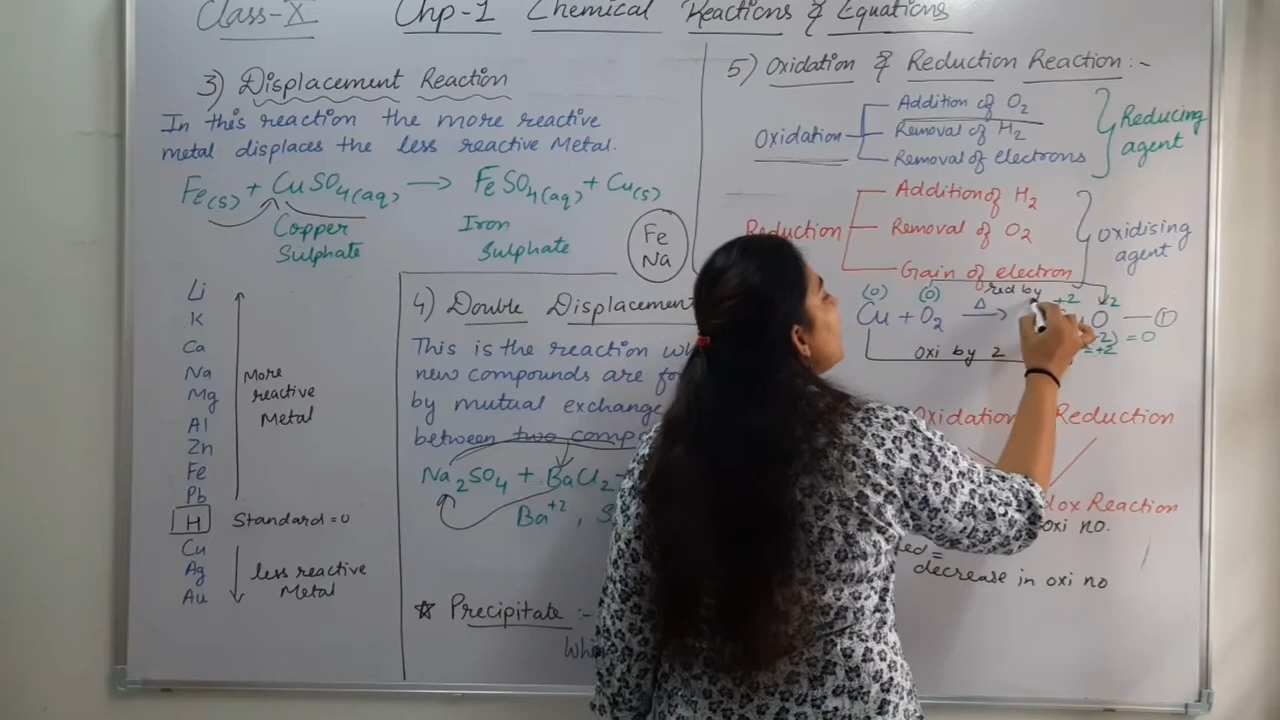 Class-X Chp-1 Chemical Reactions & Equations
3) Displacement Reaction
In this reaction the more reactive
metal displaces the less reactive Metal.
Fe(s) + CuSO4(aq) → FeSO4(aq) + Cu(s)
Copper Iron
Sulphate Sulphate
Fe
Na
Li
K
Ca
Na
Mg
Al
Zn
Fe
Pb
H Standard = 0
Cu
Ag
Au
More
reactive
Metal
less reactive
Metal
4) Double Displacement
This is the reaction
new compounds are
by mutual exchange
between two
Na2SO4 + BaCl2
Ba+2 ,
☆ Precipitate :-
5) Oxidation & Reduction Reaction :-
Oxidation
Addition of O2
Removal of H2
Removal of electrons
Reducing
agent
Reduction
Addition of H2
Removal of O2
Gain of electron
Oxidising
agent
red by
(0) (0) Δ +2
Cu + O2 → O — ①
= 0
= +2
oxi by 2
Oxidation Reduction
Reaction
oxi no.
decrease in oxi no